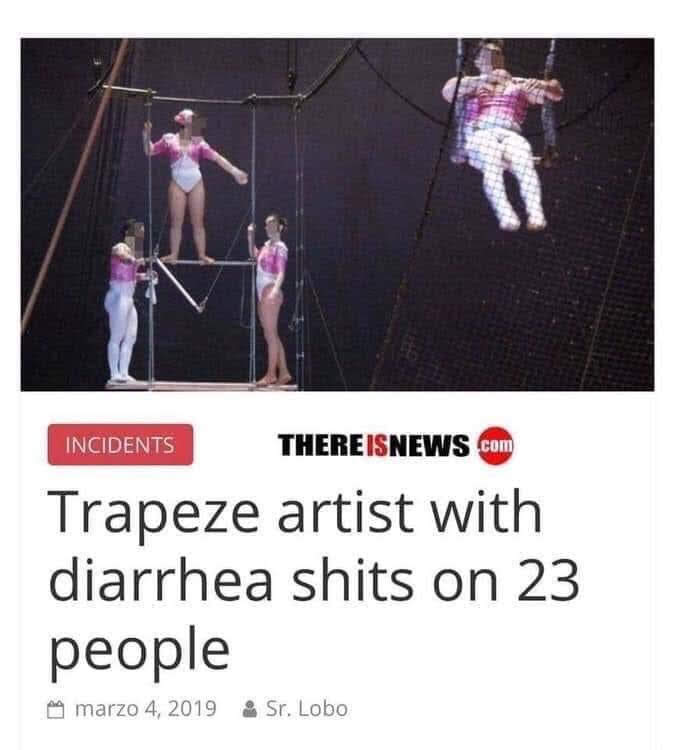 INCIDENTS
THEREISNEWS.com
Trapeze artist with
diarrhea shits on 23
people
marzo 4, 2019 Sr. Lobo